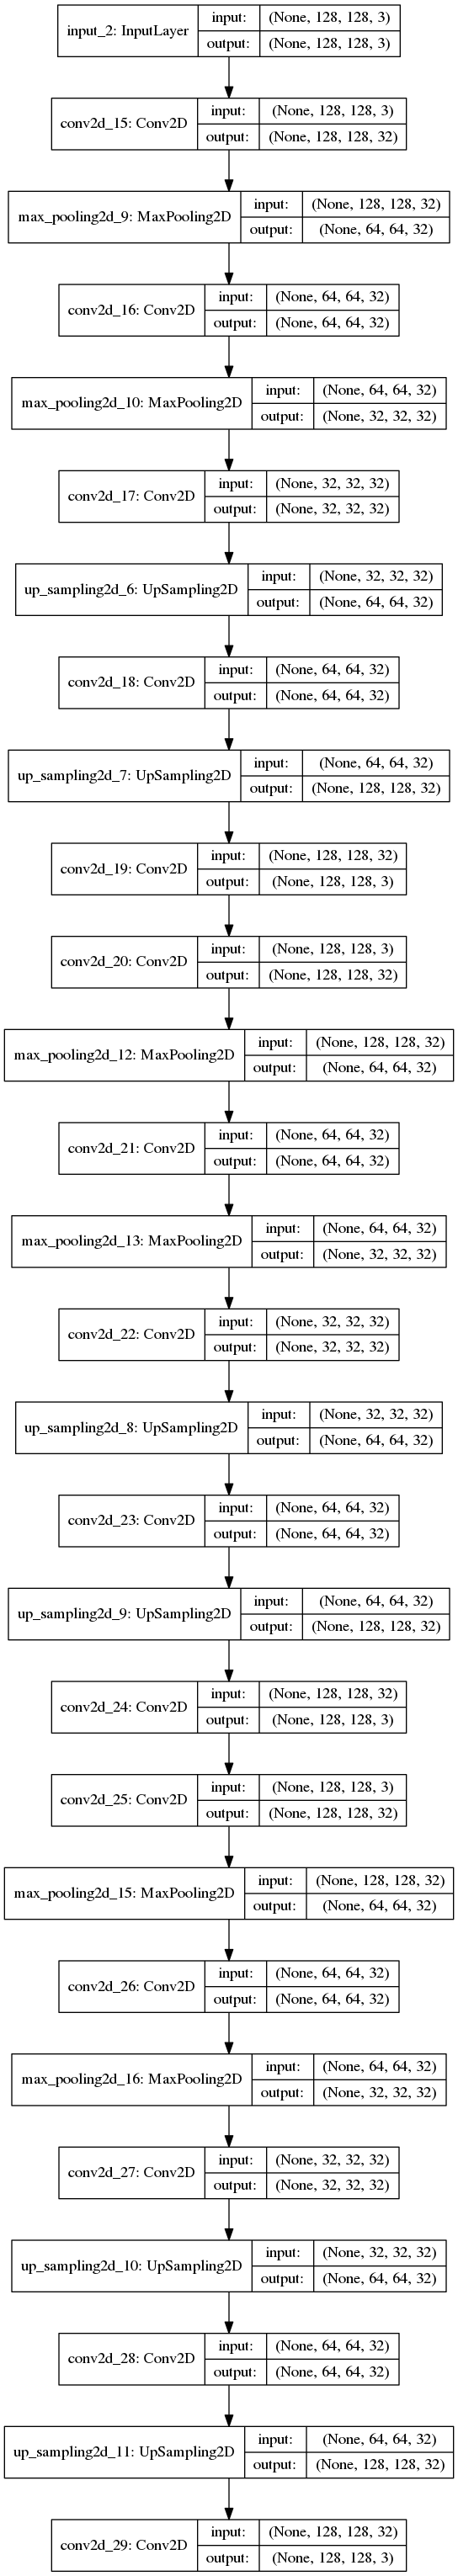 input_2: InputLayer
input: (None, 128, 128, 3)
output: (None, 128, 128, 3)
conv2d_15: Conv2D
input: (None, 128, 128, 3)
output: (None, 128, 128, 32)
max_pooling2d_9: MaxPooling2D
input: (None, 128, 128, 32)
output: (None, 64, 64, 32)
conv2d_16: Conv2D
input: (None, 64, 64, 32)
output: (None, 64, 64, 32)
max_pooling2d_10: MaxPooling2D
input: (None, 64, 64, 32)
output: (None, 32, 32, 32)
conv2d_17: Conv2D
input: (None, 32, 32, 32)
output: (None, 32, 32, 32)
up_sampling2d_6: UpSampling2D
input: (None, 32, 32, 32)
output: (None, 64, 64, 32)
conv2d_18: Conv2D
input: (None, 64, 64, 32)
output: (None, 64, 64, 32)
up_sampling2d_7: UpSampling2D
input: (None, 64, 64, 32)
output: (None, 128, 128, 32)
conv2d_19: Conv2D
input: (None, 128, 128, 32)
output: (None, 128, 128, 3)
conv2d_20: Conv2D
input: (None, 128, 128, 3)
output: (None, 128, 128, 32)
max_pooling2d_12: MaxPooling2D
input: (None, 128, 128, 32)
output: (None, 64, 64, 32)
conv2d_21: Conv2D
input: (None, 64, 64, 32)
output: (None, 64, 64, 32)
max_pooling2d_13: MaxPooling2D
input: (None, 64, 64, 32)
output: (None, 32, 32, 32)
conv2d_22: Conv2D
input: (None, 32, 32, 32)
output: (None, 32, 32, 32)
up_sampling2d_8: UpSampling2D
input: (None, 32, 32, 32)
output: (None, 64, 64, 32)
conv2d_23: Conv2D
input: (None, 64, 64, 32)
output: (None, 64, 64, 32)
up_sampling2d_9: UpSampling2D
input: (None, 64, 64, 32)
output: (None, 128, 128, 32)
conv2d_24: Conv2D
input: (None, 128, 128, 32)
output: (None, 128, 128, 3)
conv2d_25: Conv2D
input: (None, 128, 128, 3)
output: (None, 128, 128, 32)
max_pooling2d_15: MaxPooling2D
input: (None, 128, 128, 32)
output: (None, 64, 64, 32)
conv2d_26: Conv2D
input: (None, 64, 64, 32)
output: (None, 64, 64, 32)
max_pooling2d_16: MaxPooling2D
input: (None, 64, 64, 32)
output: (None, 32, 32, 32)
conv2d_27: Conv2D
input: (None, 32, 32, 32)
output: (None, 32, 32, 32)
up_sampling2d_10: UpSampling2D
input: (None, 32, 32, 32)
output: (None, 64, 64, 32)
conv2d_28: Conv2D
input: (None, 64, 64, 32)
output: (None, 64, 64, 32)
up_sampling2d_11: UpSampling2D
input: (None, 64, 64, 32)
output: (None, 128, 128, 32)
conv2d_29: Conv2D
input: (None, 128, 128, 32)
output: (None, 128, 128, 3)